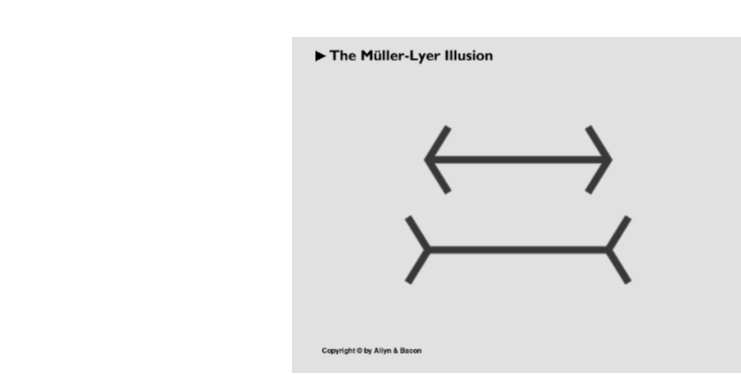 ▶ The Müller-Lyer Illusion
Copyright © by Allyn & Bacon